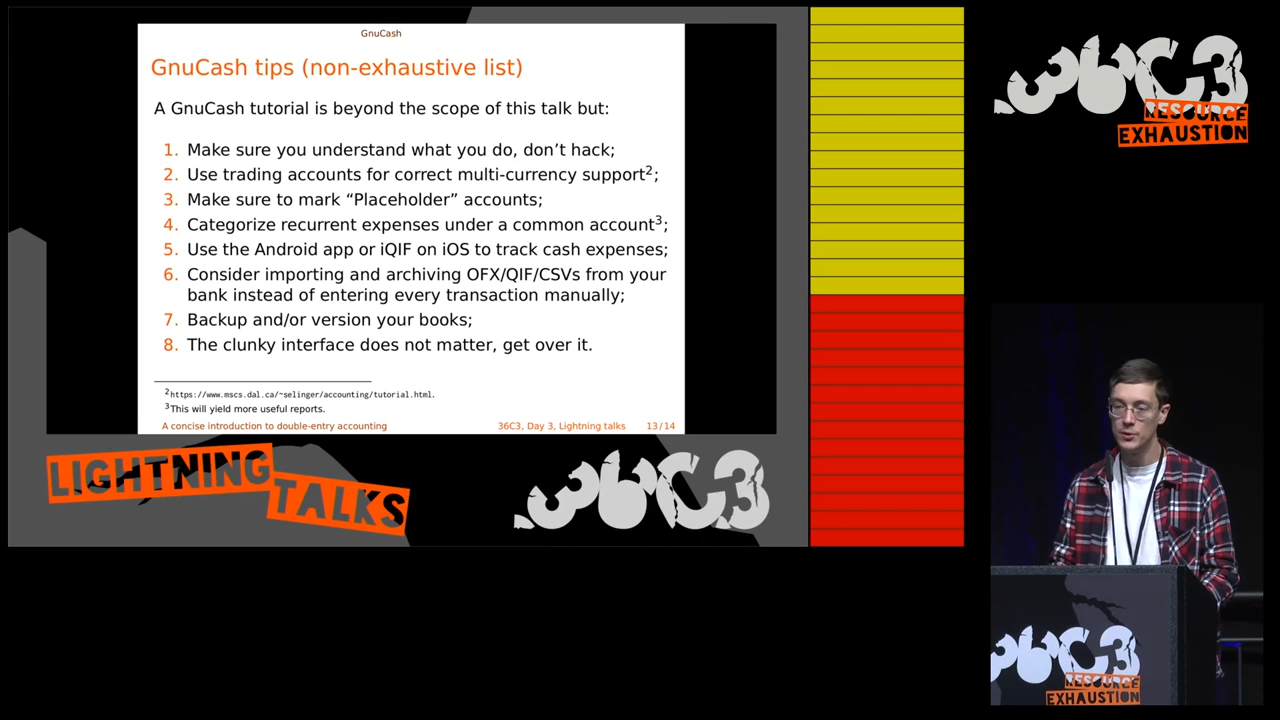 GnuCash
GnuCash tips (non-exhaustive list)
A GnuCash tutorial is beyond the scope of this talk but:
1. Make sure you understand what you do, don’t hack;
2. Use trading accounts for correct multi-currency support2;
3. Make sure to mark “Placeholder” accounts;
4. Categorize recurrent expenses under a common account3;
5. Use the Android app or iQIF on iOS to track cash expenses;
6. Consider importing and archiving OFX/QIF/CSVs from your
bank instead of entering every transaction manually;
7. Backup and/or version your books;
8. The clunky interface does not matter, get over it.
2https://www.mscs.dal.ca/~selinger/accounting/tutorial.html.
3This will yield more useful reports.
A concise introduction to double-entry accounting 36C3, Day 3, Lightning talks 13/14
LIGHTNING
TALKS
36C3
36C3
RESOURCE
EXHAUSTION
36C3
RESOURCE
EXHAUSTION